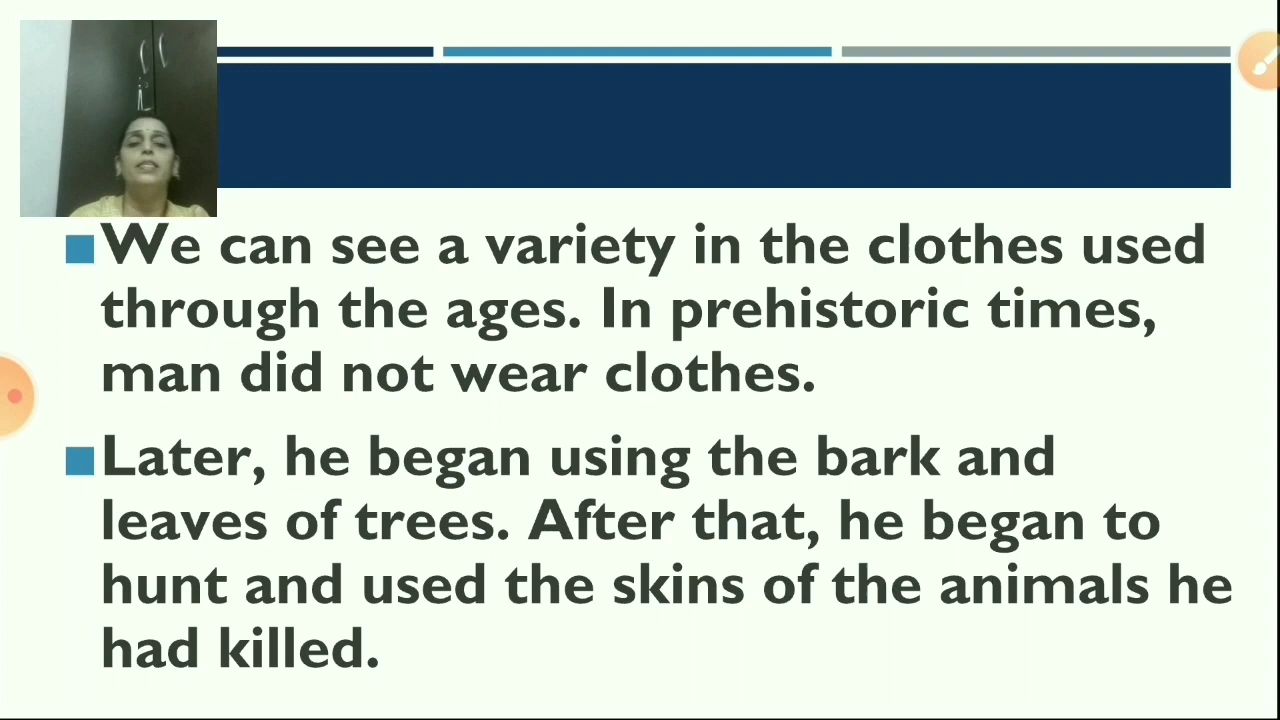 We can see a variety in the clothes used
through the ages. In prehistoric times,
man did not wear clothes.
Later, he began using the bark and
leaves of trees. After that, he began to
hunt and used the skins of the animals he
had killed.